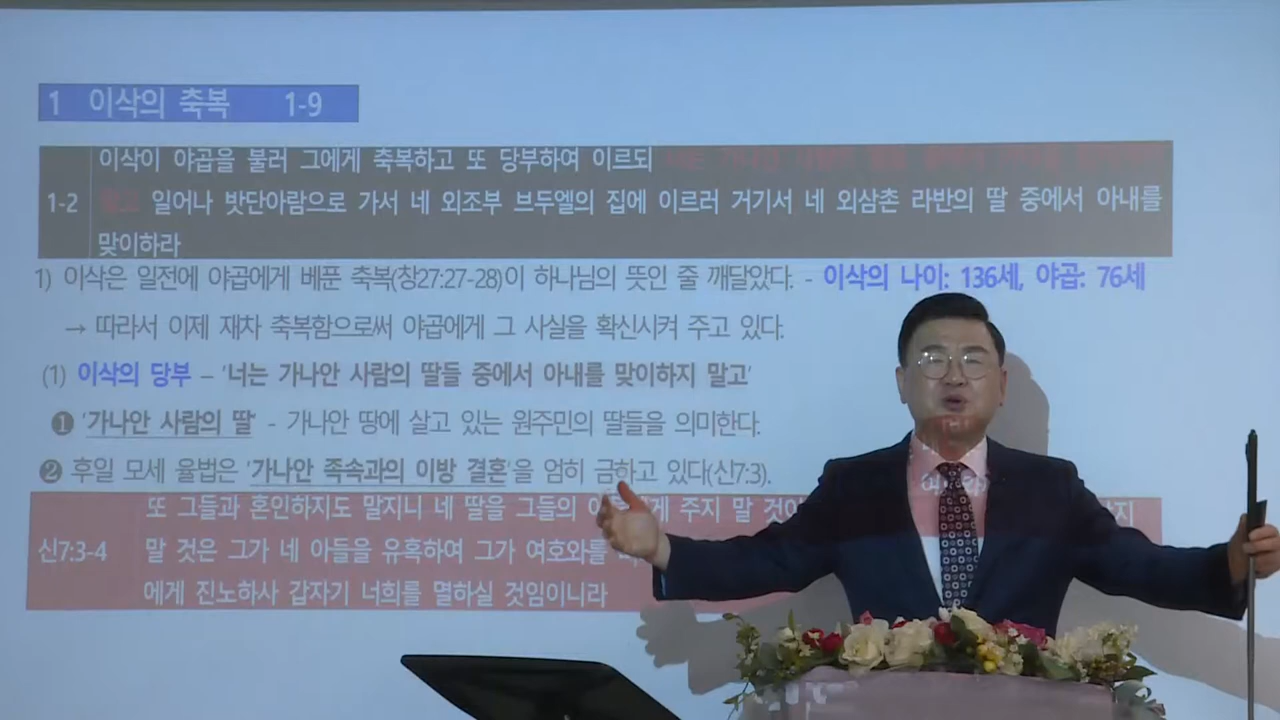 1 이삭의 축복 1-9
이삭이 야곱을 불러 그에게 축복하고 또 당부하여 이르되
1-2 말고 일어나 밧단아람으로 가서 네 외조부 브두엘의 집에 이르러 거기서 네 외삼촌 라반의 딸 중에서 아내를
맞이하라
1) 이삭은 일전에 야곱에게 베푼 축복(창27:27-28)이 하나님의 뜻인 줄 깨달았다. - 이삭의 나이: 136세, 야곱: 76세
→ 따라서 이제 재차 축복함으로써 야곱에게 그 사실을 확신시켜 주고 있다.
(1) 이삭의 당부 – '너는 가나안 사람의 딸들 중에서 아내를 맞이하지 말고'
❶ '가나안 사람의 딸' - 가나안 땅에 살고 있는 원주민의 딸들을 의미한다.
❷ 후일 모세 율법은 '가나안 족속과의 이방 결혼'을 엄히 금하고 있다(신7:3).
또 그들과 혼인하지도 말지니 네 딸을 그들의 주지 말 것
신7:3-4 말 것은 그가 네 아들을 유혹하여 그가 여호와를
에게 진노하사 갑자기 너희를 멸하실 것임이니라